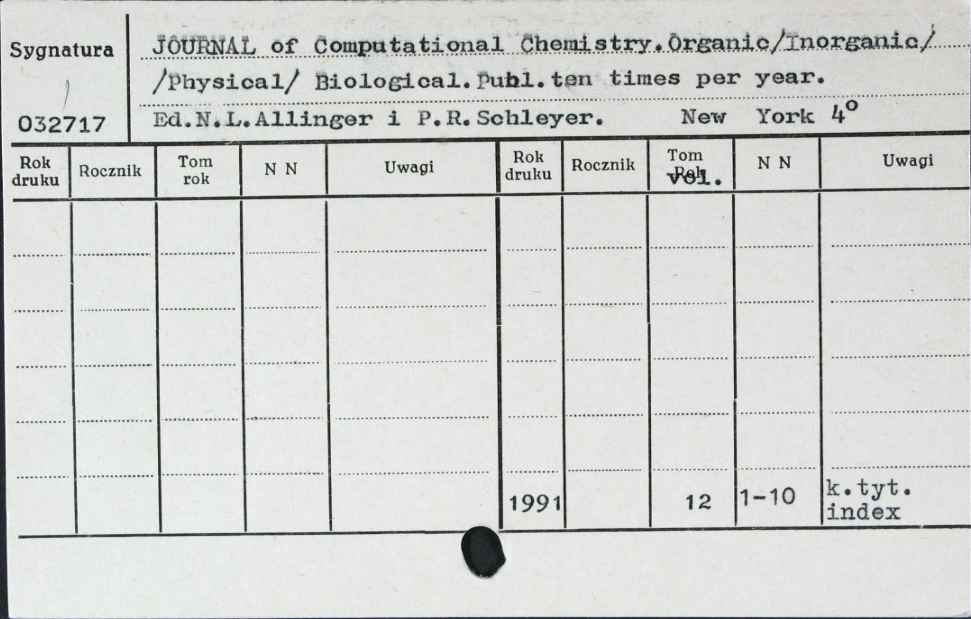 Sygnatura
032717
JOURNAL of Computational Chemistry.Organic/Inorganic/
/Physical/ Biological.Publ.ten times per year.
Ed.N.L.Allinger i P.R.Schleyer. New York 4º
Rok druku Rocznik Tom rok N N Uwagi Rok druku Rocznik Tom Rok vol. N N Uwagi
1991 12 1-10 k.tyt.
index